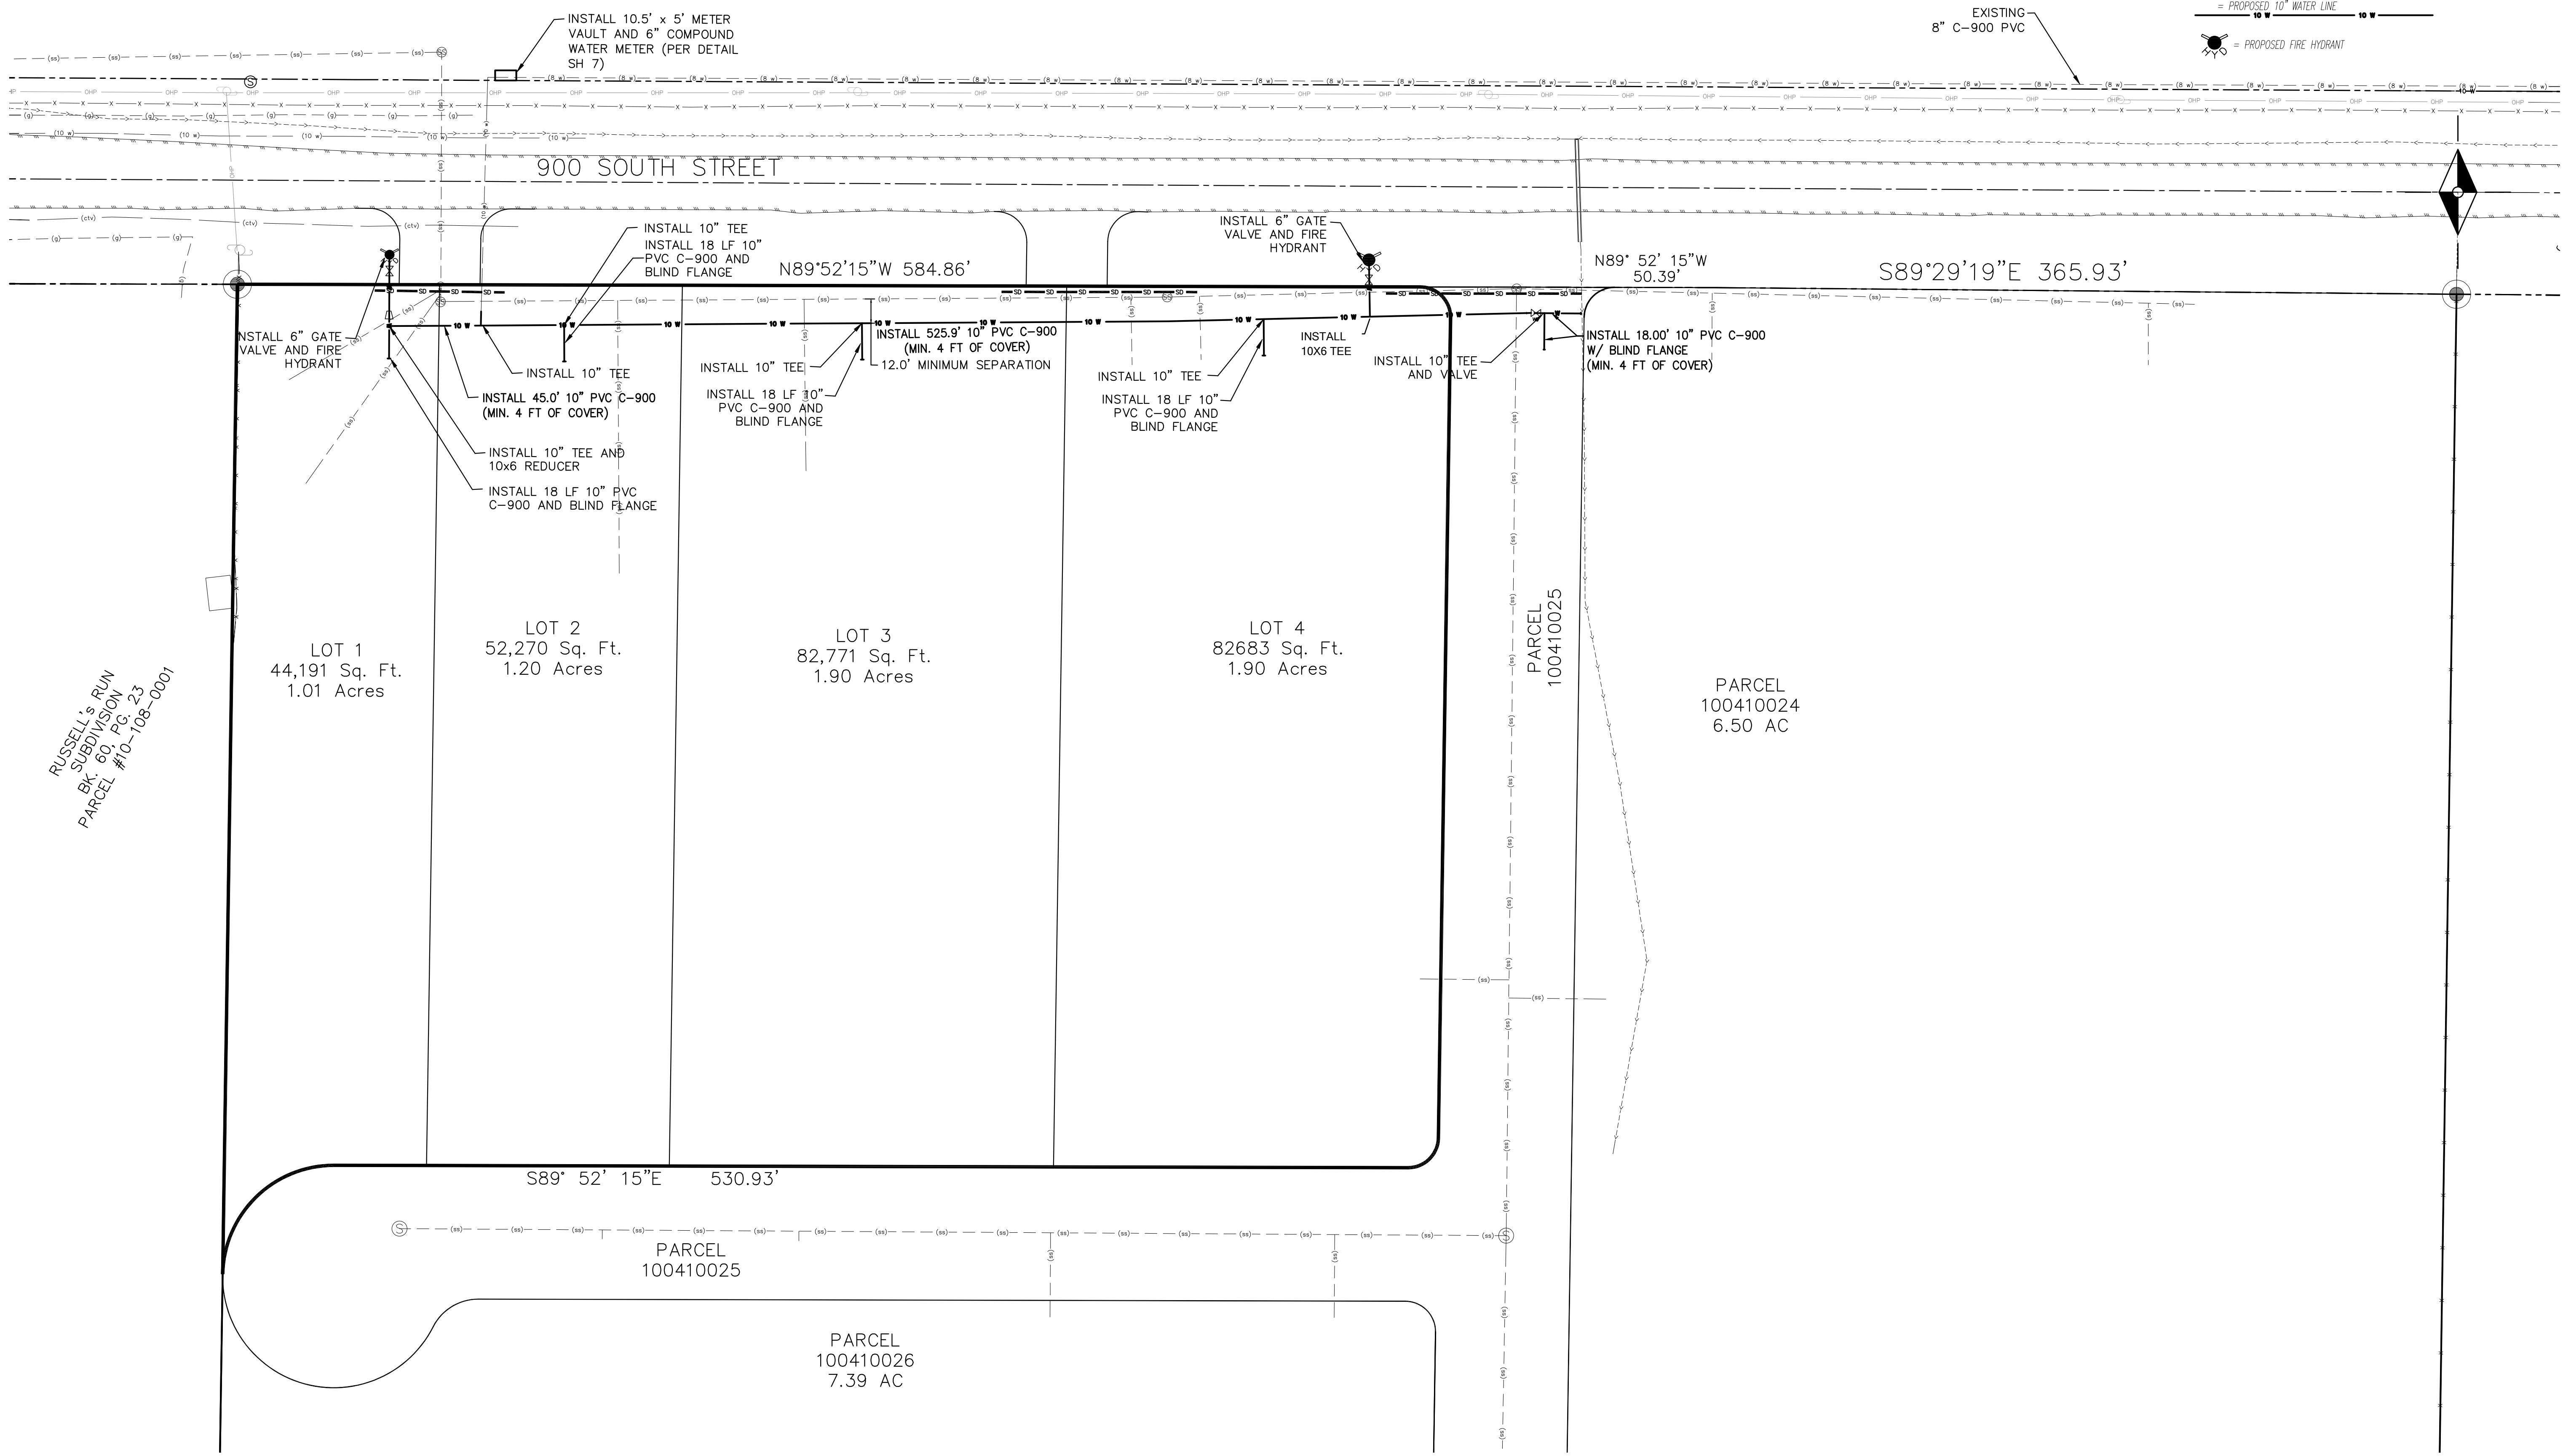 INSTALL 10.5' x 5' METER
VAULT AND 6" COMPOUND
WATER METER (PER DETAIL
SH 7)
EXISTING
8" C-900 PVC
= PROPOSED 10" WATER LINE
10 W 10 W
HYD = PROPOSED FIRE HYDRANT
900 SOUTH STREET
INSTALL 10" TEE
INSTALL 18 LF 10"
PVC C-900 AND
BLIND FLANGE
N89°52'15"W 584.86'
INSTALL 6" GATE
VALVE AND FIRE
HYDRANT
N89° 52' 15"W
50.39'
S89°29'19"E 365.93'
NSTALL 6" GATE
VALVE AND FIRE
HYDRANT
INSTALL 10" TEE
INSTALL 45.0' 10" PVC C-900
(MIN. 4 FT OF COVER)
INSTALL 10" TEE AND
10x6 REDUCER
INSTALL 18 LF 10" PVC
C-900 AND BLIND FLANGE
INSTALL 10" TEE
INSTALL 18 LF 10"
PVC C-900 AND
BLIND FLANGE
INSTALL 525.9' 10" PVC C-900
(MIN. 4 FT OF COVER)
12.0' MINIMUM SEPARATION
INSTALL 10" TEE
INSTALL 18 LF 10"
PVC C-900 AND
BLIND FLANGE
INSTALL
10X6 TEE
INSTALL 10" TEE
AND VALVE
INSTALL 18.00' 10" PVC C-900
W/ BLIND FLANGE
(MIN. 4 FT OF COVER)
LOT 1
44,191 Sq. Ft.
1.01 Acres
LOT 2
52,270 Sq. Ft.
1.20 Acres
LOT 3
82,771 Sq. Ft.
1.90 Acres
LOT 4
82683 Sq. Ft.
1.90 Acres
PARCEL
100410025
PARCEL
100410024
6.50 AC
RUSSELL's RUN
SUBDIVISION
BK. 60, PG. 23
PARCEL #10-108-0001
S89° 52' 15"E 530.93'
PARCEL
100410025
PARCEL
100410026
7.39 AC